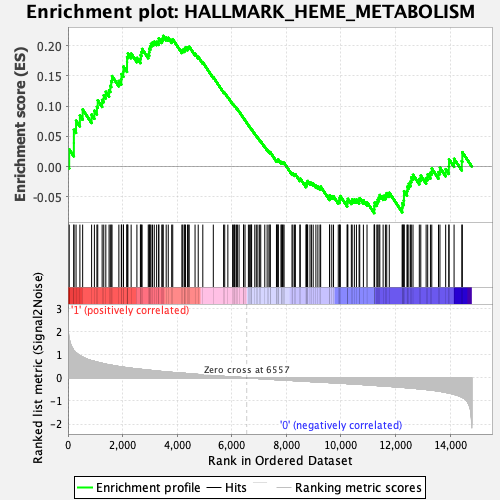 Enrichment plot: HALLMARK_HEME_METABOLISM
Enrichment score (ES)
0.20
0.15
0.10
0.05
0.00
-0.05
'1' (positively correlated)
Ranked list metric (Signal2Noise)
3
2
1
0
-1
-2
Zero cross at 6557
'0' (negatively correlated)
0
2,000
4,000
6,000
8,000
10,000
12,000
14,000
Rank in Ordered Dataset
Enrichment profile
Hits
Ranking metric scores